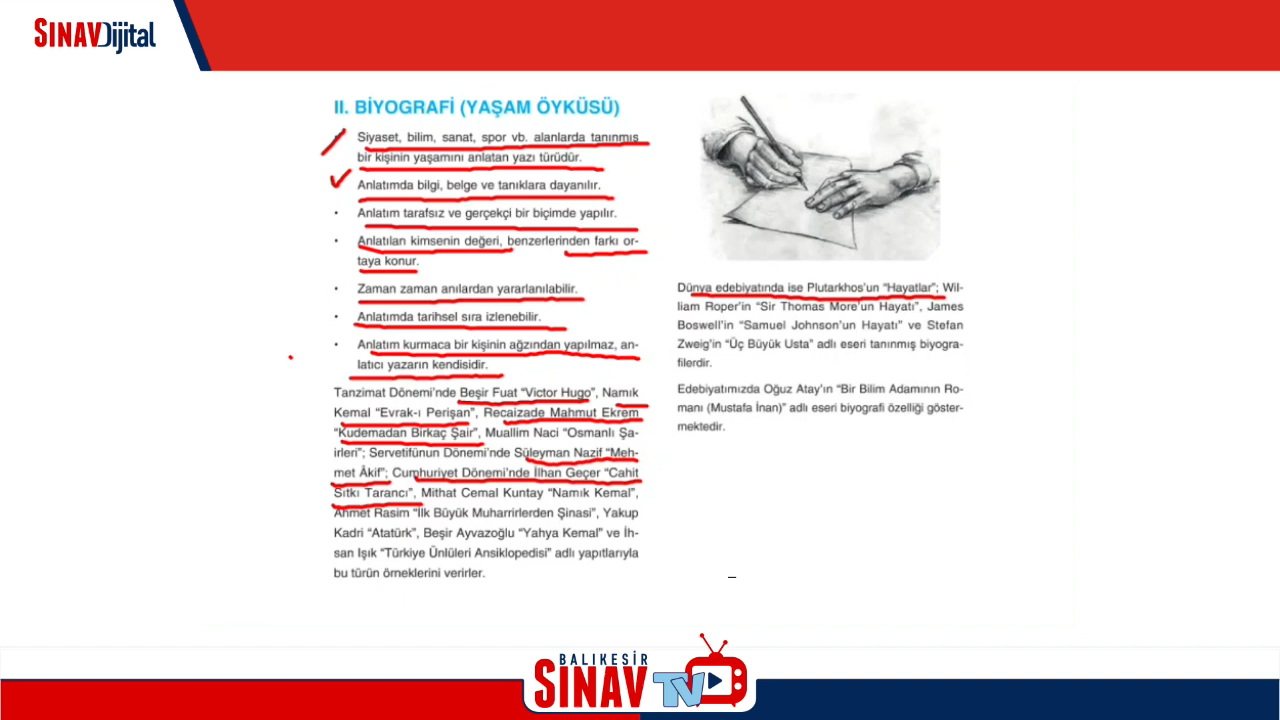 SINAVDijital
II. BİYOGRAFİ (YAŞAM ÖYKÜSÜ)
Siyaset, bilim, sanat, spor vb. alanlarda tanınmış
bir kişinin yaşamını anlatan yazı türüdür.
Anlatımda bilgi, belge ve tanıklara dayanılır.
• Anlatım tarafsız ve gerçekçi bir biçimde yapılır.
• Anlatılan kimsenin değeri, benzerlerinden farkı or-
taya konur.
• Zaman zaman anılardan yararlanılabilir.
• Anlatımda tarihsel sıra izlenebilir.
• Anlatım kurmaca bir kişinin ağzından yapılmaz, an-
latıcı yazarın kendisidir.
Tanzimat Dönemi’nde Beşir Fuat “Victor Hugo”, Namık
Kemal “Evrak-ı Perişan”, Recaizade Mahmut Ekrem
“Kudemadan Birkaç Şair”, Muallim Naci “Osmanlı Şa-
irleri”; Servetifünun Dönemi’nde Süleyman Nazif “Meh-
met Âkif”; Cumhuriyet Dönemi’nde İlhan Geçer “Cahit
Sıtkı Tarancı”, Mithat Cemal Kuntay “Namık Kemal”,
Ahmet Rasim “İlk Büyük Muharrirlerden Şinasi”, Yakup
Kadri “Atatürk”, Beşir Ayvazoğlu “Yahya Kemal” ve İh-
san Işık “Türkiye Ünlüleri Ansiklopedisi” adlı yapıtlarıyla
bu türün örneklerini verirler.
Dünya edebiyatında ise Plutarkhos’un “Hayatlar”; Wil-
liam Roper’in “Sir Thomas More’un Hayatı”, James
Boswell’in “Samuel Johnson’un Hayatı” ve Stefan
Zweig’in “Üç Büyük Usta” adlı eseri tanınmış biyogra-
filerdir.
Edebiyatımızda Oğuz Atay’ın “Bir Bilim Adamının Ro-
manı (Mustafa İnan)” adlı eseri biyografi özelliği göster-
mektedir.
BALIKESİR
SINAV TV